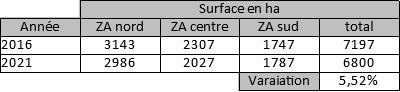 Surface en ha
Année ZA nord ZA centre ZA sud total
2016 3143 2307 1747 7197
2021 2986 2027 1787 6800
Varaiation 5,52%